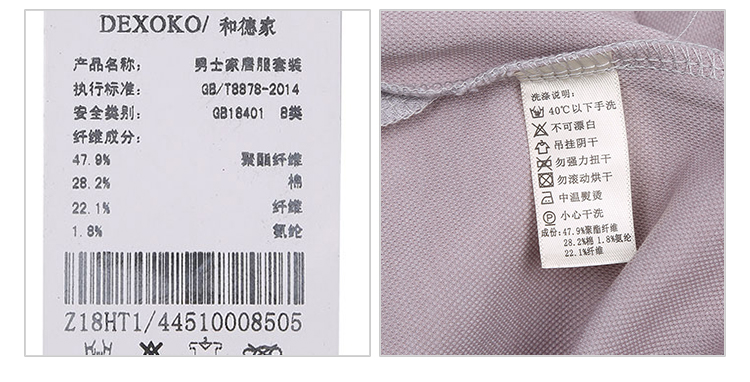 DEXOKO/ 和德家
产品名称: 男士家居服套装
执行标准: GB/T8878-2014
安全类别: GB18401 B类
纤维成分:
47.9% 聚酯纤维
28.2% 棉
22.1% 纤维
1.8% 氨纶
Z18HT1/44510008505
洗涤说明:
40℃以下手洗
不可漂白
吊挂阴干
勿强力扭干
勿滚动烘干
中温熨烫
小心干洗
成份:47.9%聚酯纤维
28.2%棉 1.8%氨纶
22.1%纤维